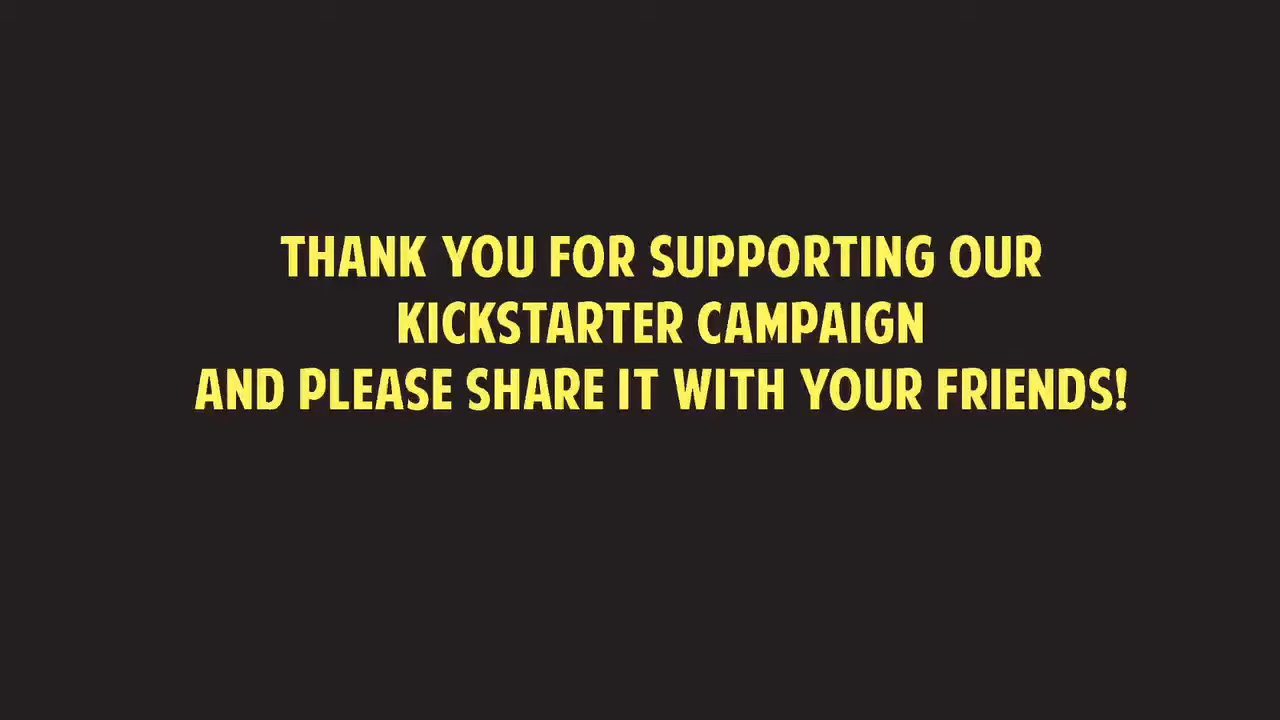 THANK YOU FOR SUPPORTING OUR
KICKSTARTER CAMPAIGN
AND PLEASE SHARE IT WITH YOUR FRIENDS!